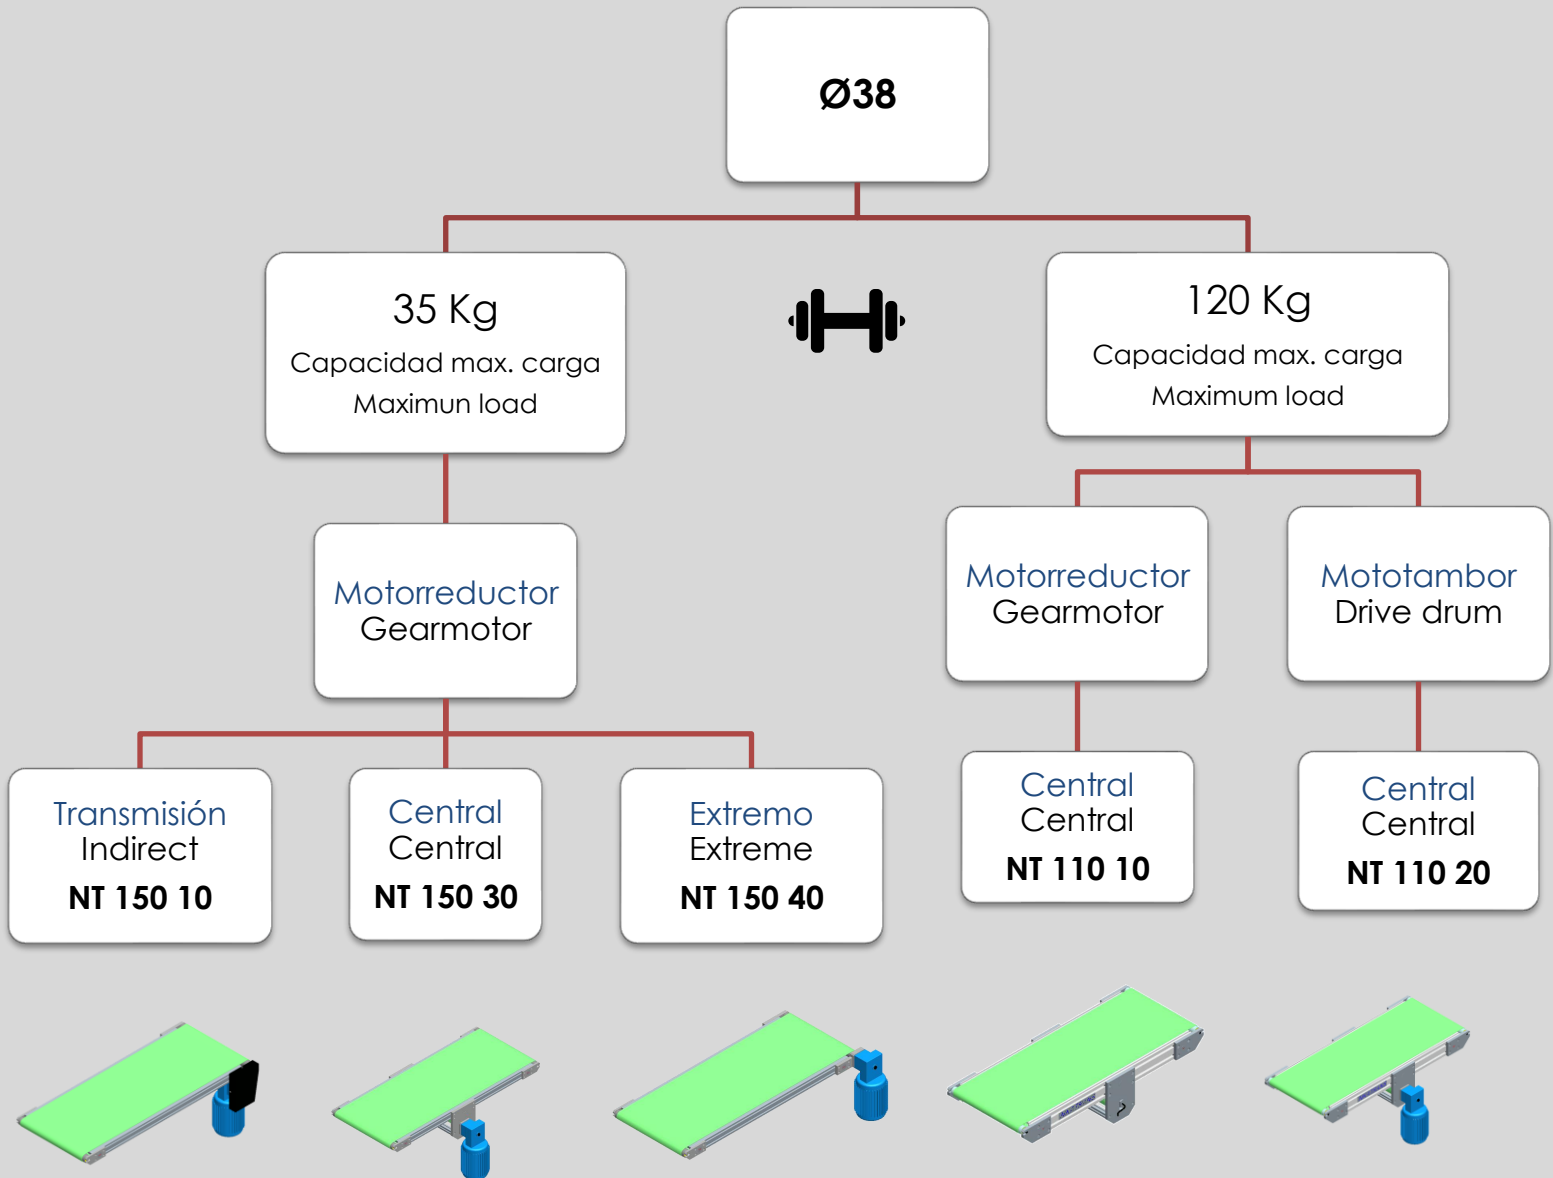 Ø38
35 Kg
Capacidad max. carga
Maximun load
120 Kg
Capacidad max. carga
Maximum load
Motorreductor
Gearmotor
Motorreductor
Gearmotor
Mototambor
Drive drum
Transmisión
Indirect
NT 150 10
Central
Central
NT 150 30
Extremo
Extreme
NT 150 40
Central
Central
NT 110 10
Central
Central
NT 110 20